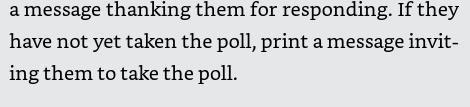 a message thanking them for responding. If they
have not yet taken the poll, print a message invit-
ing them to take the poll.